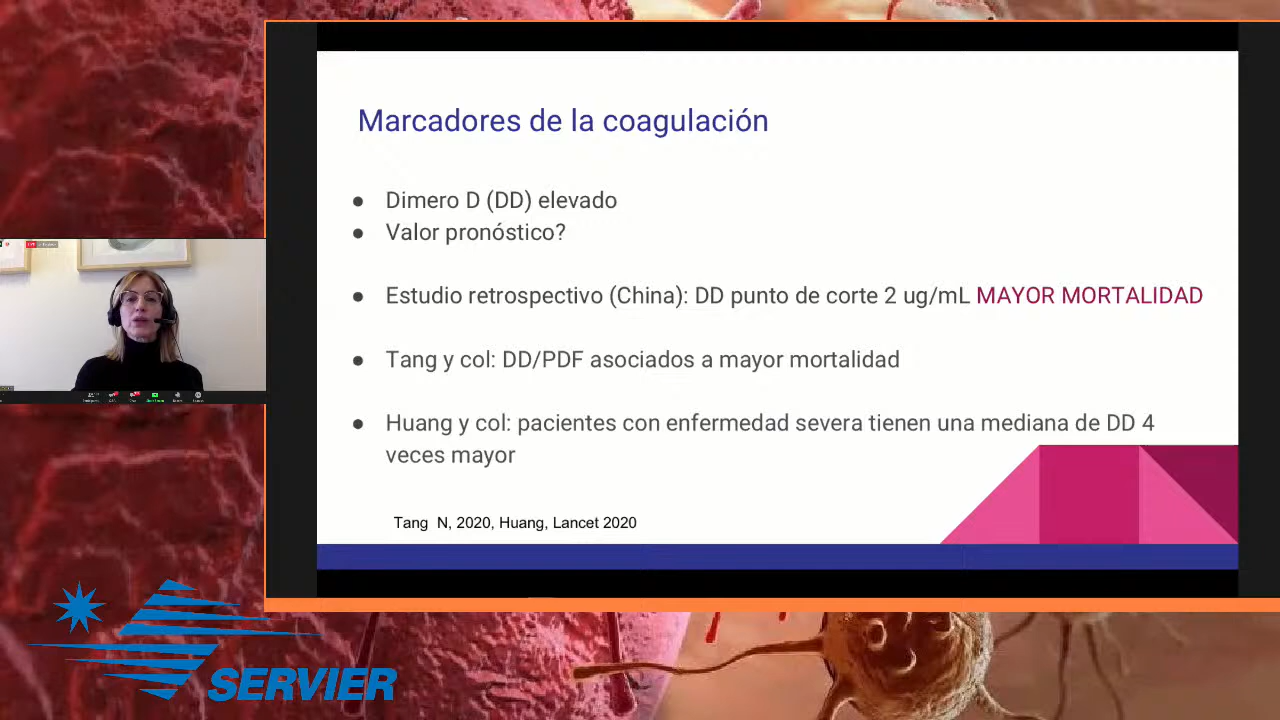 Marcadores de la coagulación
● Dimero D (DD) elevado
● Valor pronóstico?
● Estudio retrospectivo (China): DD punto de corte 2 ug/mL MAYOR MORTALIDAD
● Tang y col: DD/PDF asociados a mayor mortalidad
● Huang y col: pacientes con enfermedad severa tienen una mediana de DD 4
veces mayor
Tang N, 2020, Huang, Lancet 2020
SERVIER